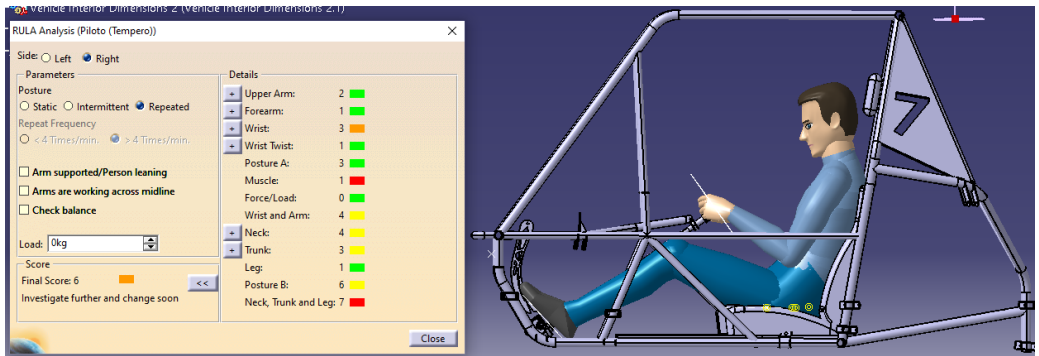 Vehicle Interior Dimensions 2 (Vehicle Interior Dimensions 2.1)
RULA Analysis (Piloto (Tempero))
Side: Left Right
Parameters
Posture
Static Intermittent Repeated
Repeat Frequency
< 4 Times/min. > 4 Times/min.
Arm supported/Person leaning
Arms are working across midline
Check balance
Load: 0kg
Score
Final Score: 6
<<
Investigate further and change soon
Details
+ Upper Arm: 2
+ Forearm: 1
+ Wrist: 3
+ Wrist Twist: 1
Posture A: 3
Muscle: 1
Force/Load: 0
Wrist and Arm: 4
+ Neck: 4
+ Trunk: 3
Leg: 1
Posture B: 6
Neck, Trunk and Leg: 7
Close
7